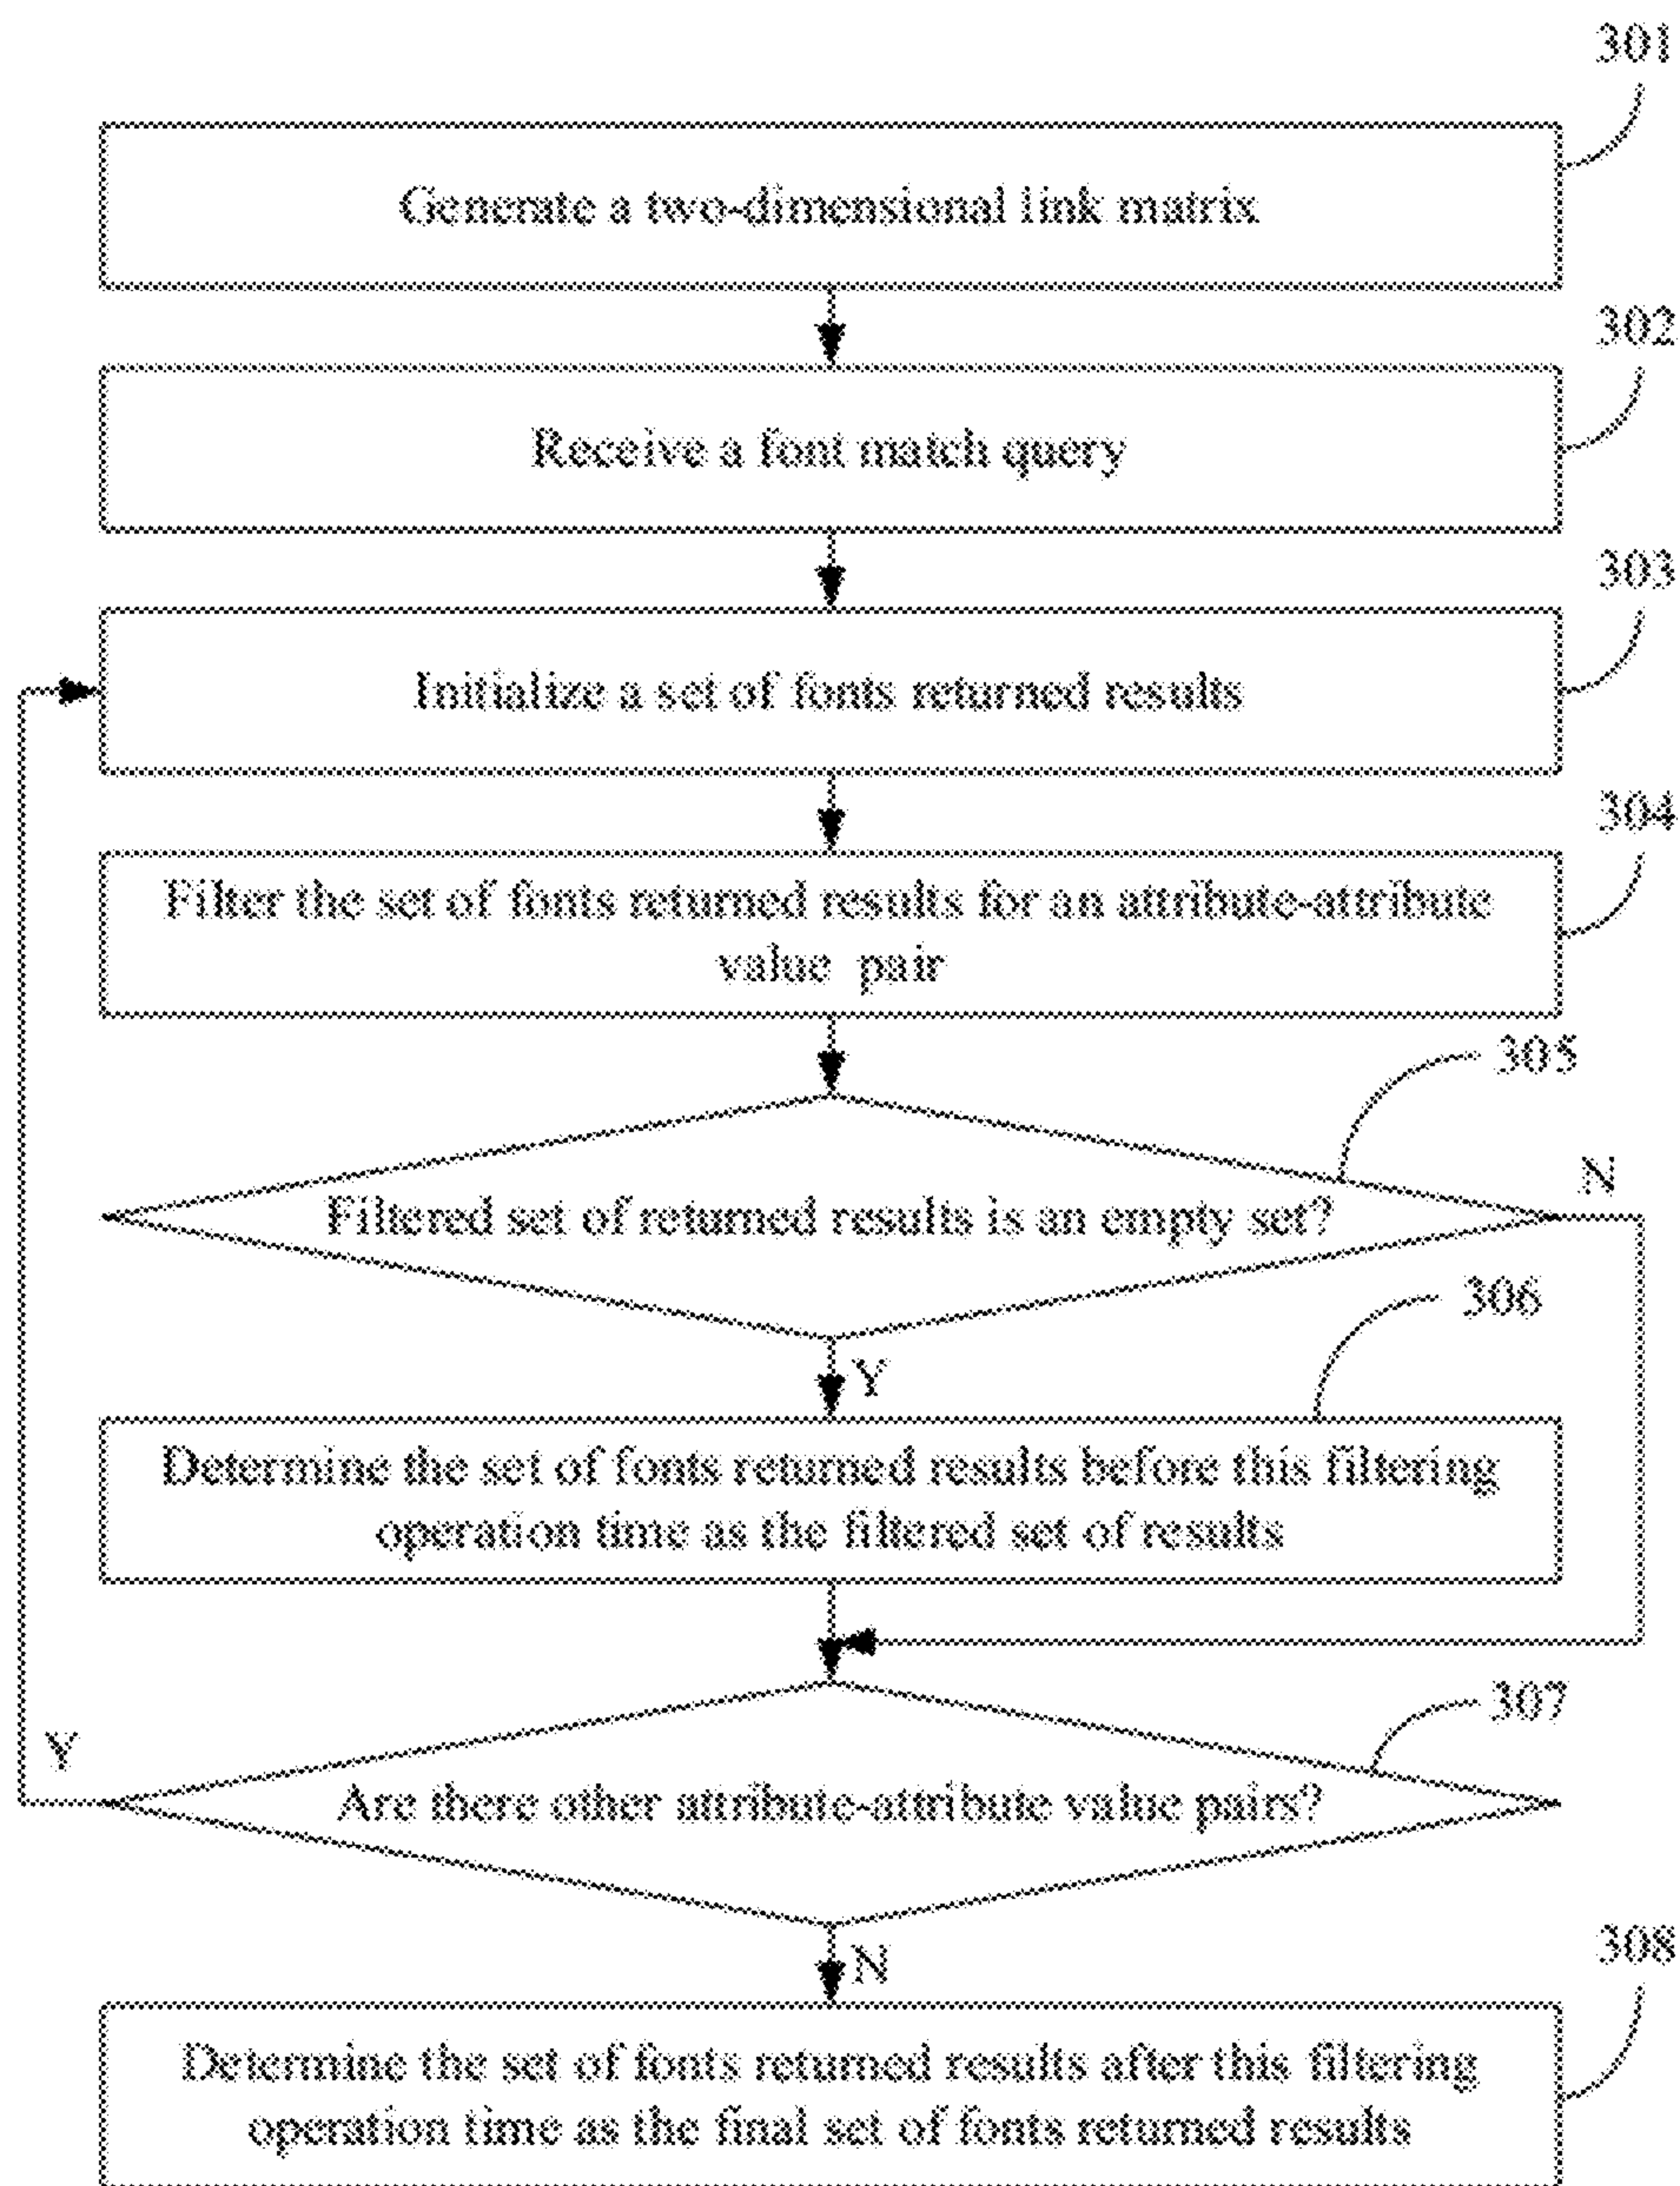 301
Generate a two-dimensional link matrix
302
Receive a font match query
303
Initialize a set of fonts returned results
304
Filter the set of fonts returned results for an attribute-attribute
value pair
305
N
Filtered set of returned results is an empty set?
306
Y
Determine the set of fonts returned results before this filtering
operation time as the filtered set of results
307
Y
Are there other attribute-attribute value pairs?
308
N
Determine the set of fonts returned results after this filtering
operation time as the final set of fonts returned results